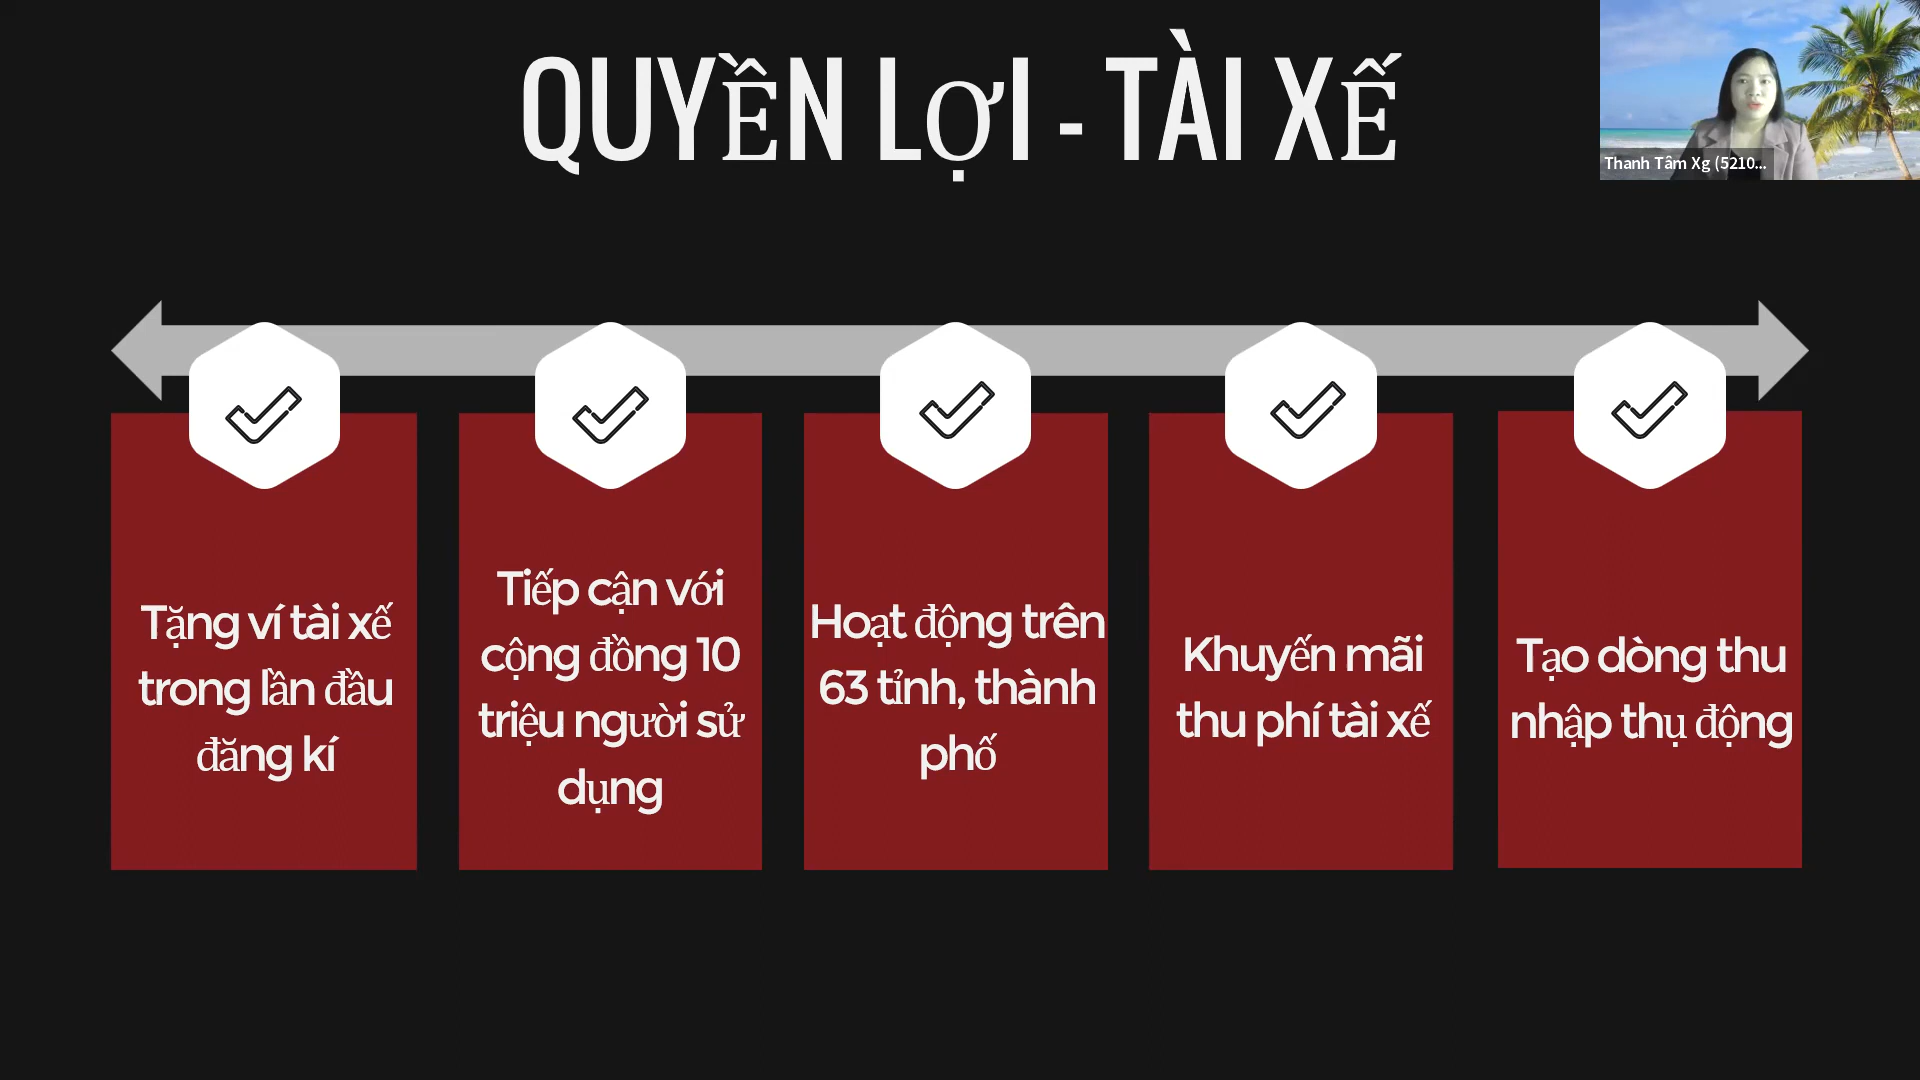 QUYỀN LỢI - TÀI XẾ
Thanh Tâm Xg (5210...
Tặng ví tài xế
trong lần đầu
đăng kí
Tiếp cận với
cộng đồng 10
triệu người sử
dụng
Hoạt động trên
63 tỉnh, thành
phố
Khuyến mãi
thu phí tài xế
Tạo dòng thu
nhập thụ động